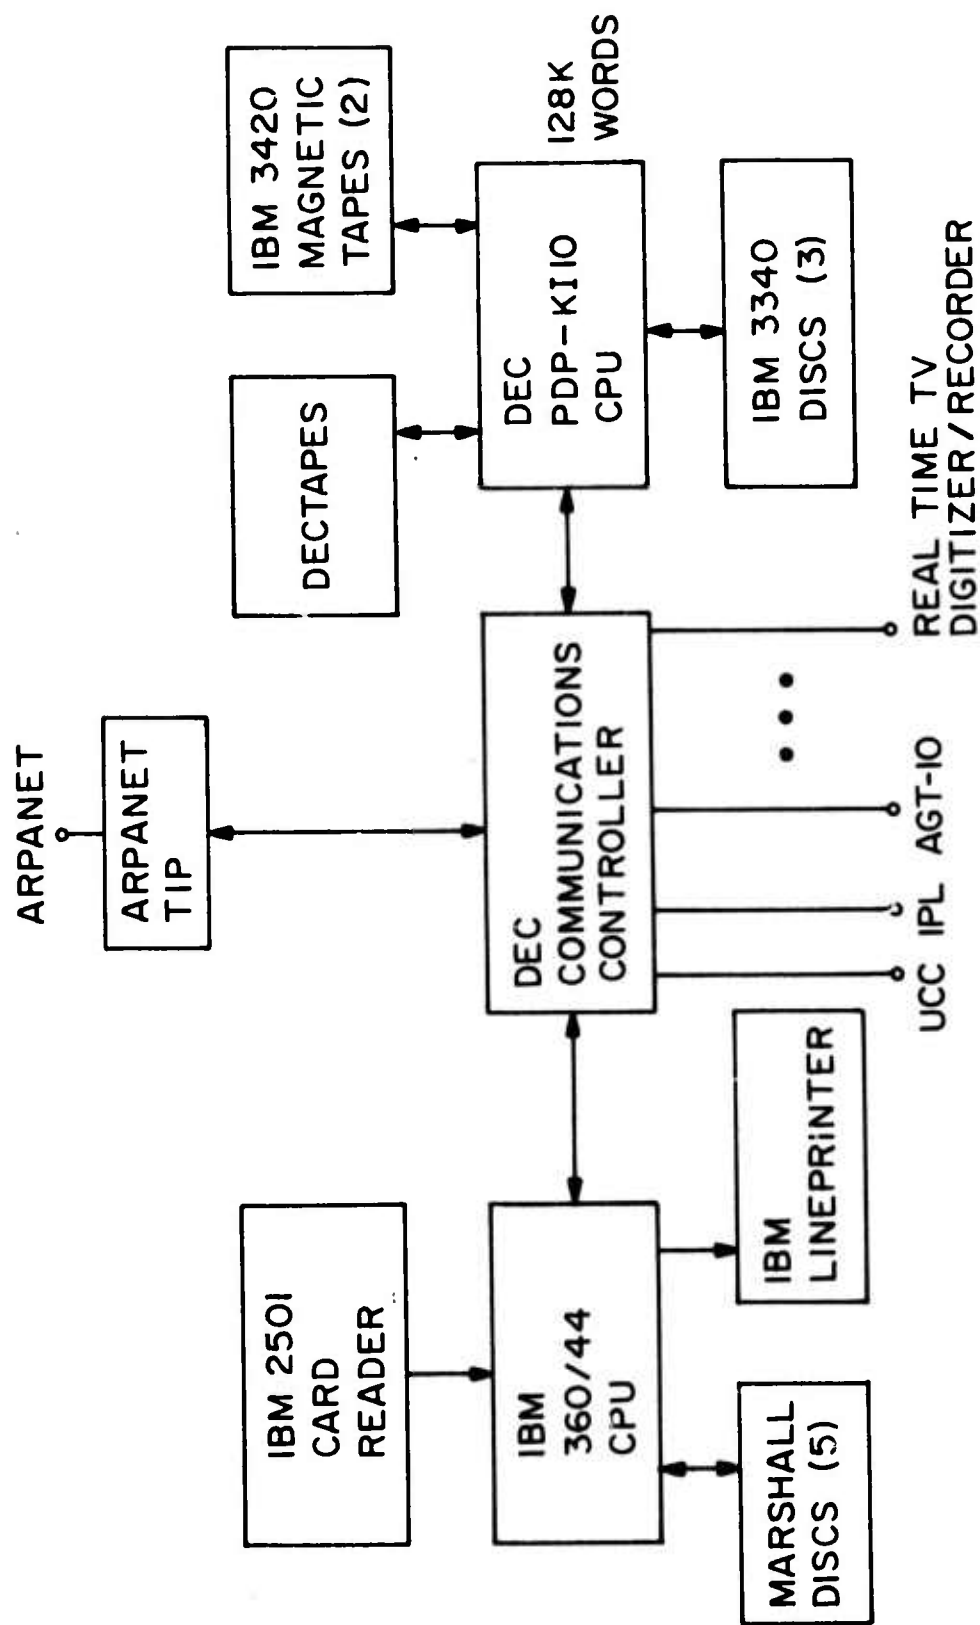 ARPANET
ARPANET
TIP
IBM 2501
CARD
READER
DECTAPES
IBM 3420
MAGNETIC
TAPES (2)
IBM
360/44
CPU
DEC
COMMUNICATIONS
CONTROLLER
DEC
PDP-KI10
CPU
128K
WORDS
MARSHALL
DISCS (5)
IBM
LINEPRINTER
UCC
IPL
AGT-10
REAL TIME TV
DIGITIZER/RECORDER
IBM 3340
DISCS (3)